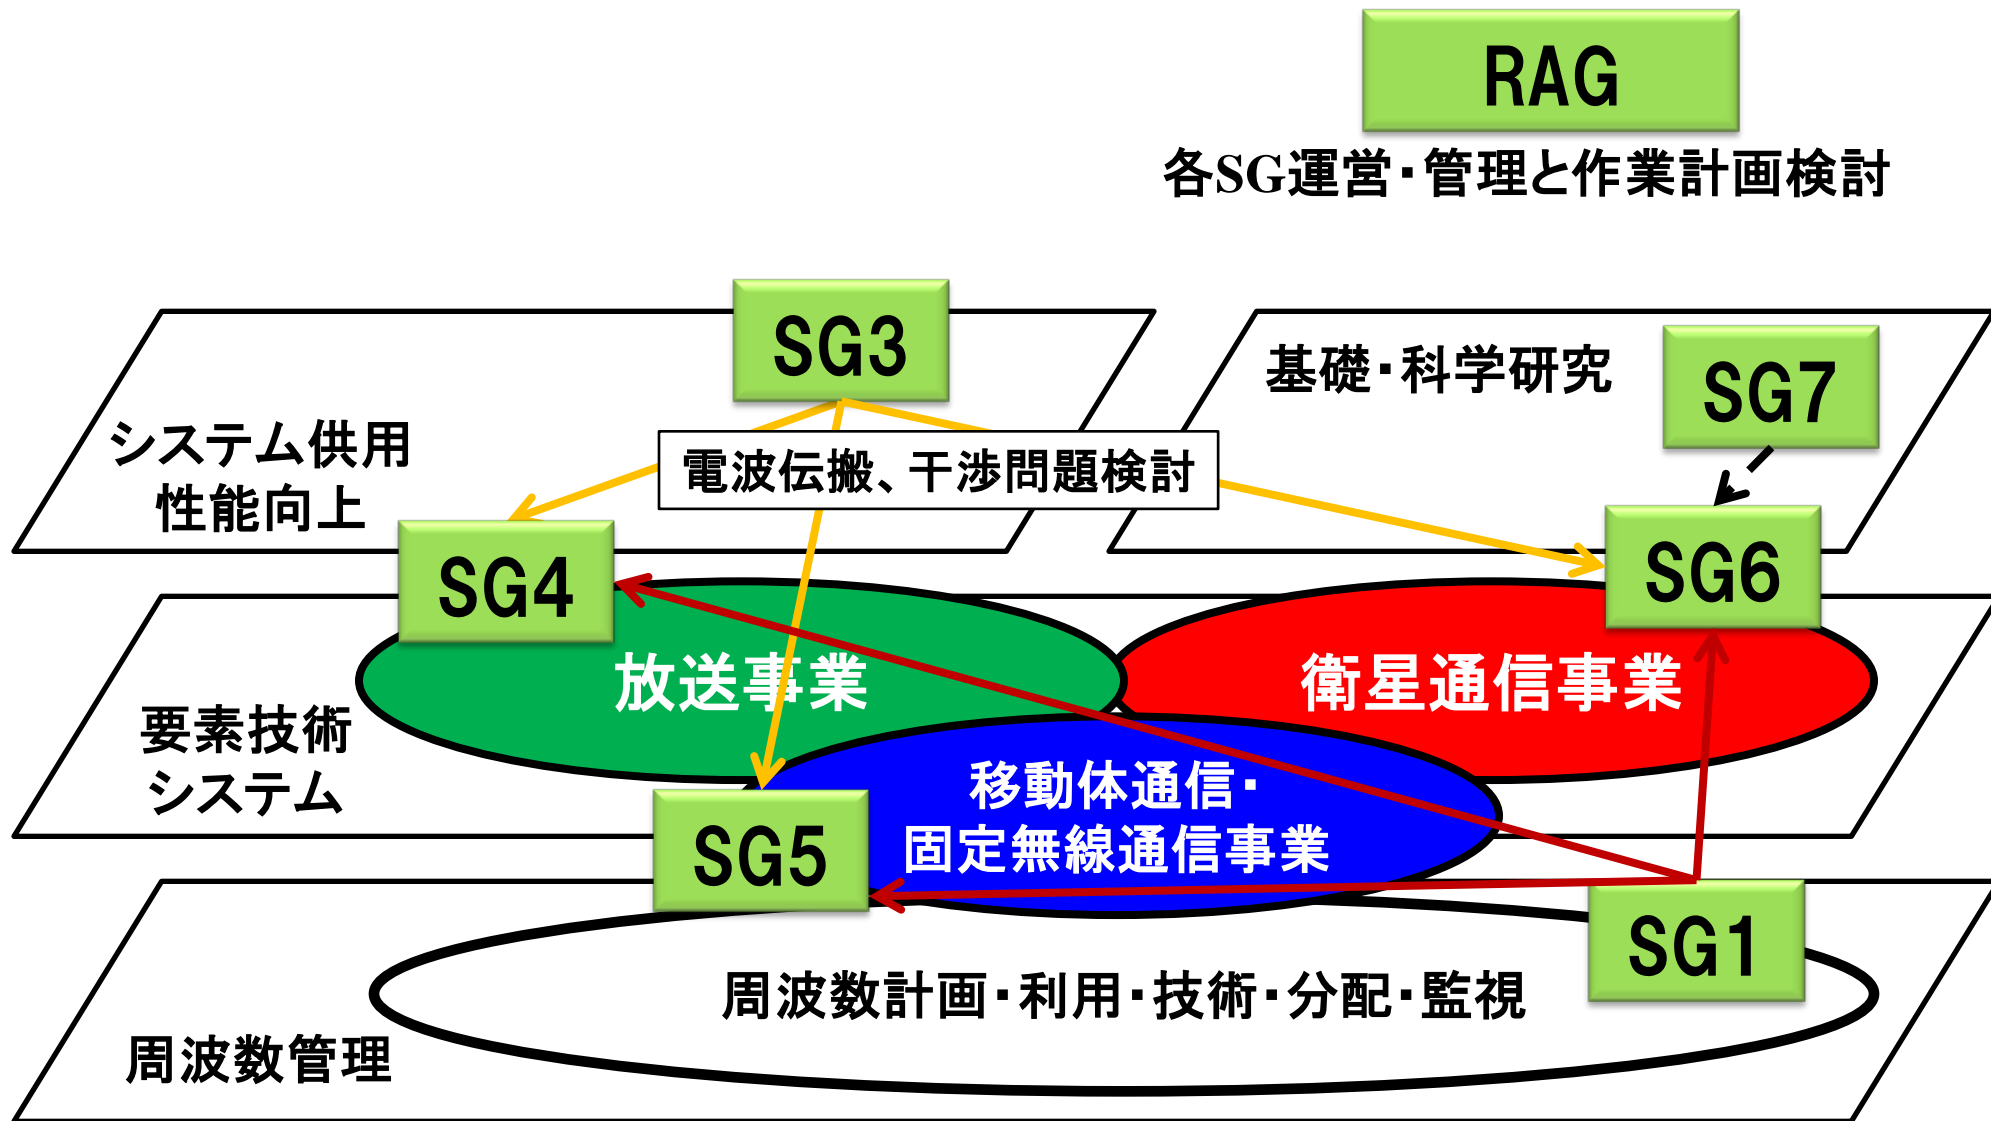 RAG
各SG運営・管理と作業計画検討
SG3
基礎・科学研究
SG7
システム供用
性能向上
電波伝搬、干渉問題検討
SG4
SG6
放送事業
衛星通信事業
要素技術
システム
移動体通信・
固定無線通信事業
SG5
SG1
周波数計画・利用・技術・分配・監視
周波数管理